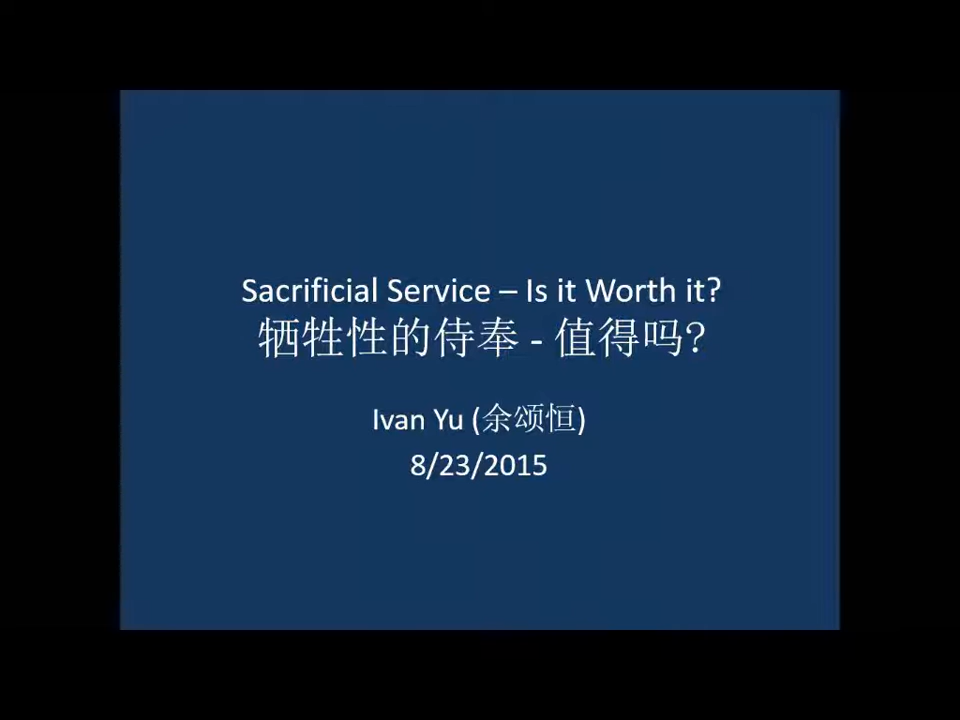 Sacrificial Service – Is it Worth it?
牺牲性的侍奉 - 值得吗?
Ivan Yu (余颂恒)
8/23/2015